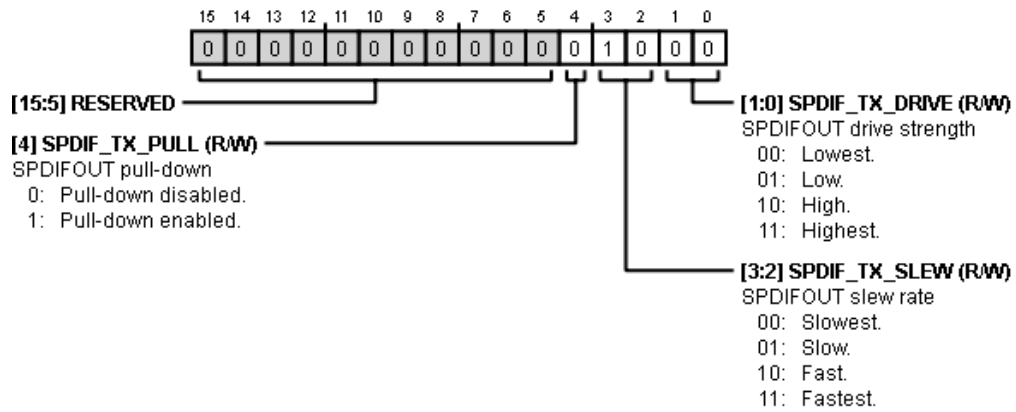 15 14 13 12 11 10 9 8 7 6 5 4 3 2 1 0
0 0 0 0 0 0 0 0 0 0 0 0 1 0 0 0
[15:5] RESERVED
[4] SPDIF_TX_PULL (R/W)
SPDIFOUT pull-down
0: Pull-down disabled.
1: Pull-down enabled.
[1:0] SPDIF_TX_DRIVE (R/W)
SPDIFOUT drive strength
00: Lowest.
01: Low.
10: High.
11: Highest.
[3:2] SPDIF_TX_SLEW (R/W)
SPDIFOUT slew rate
00: Slowest.
01: Slow.
10: Fast.
11: Fastest.